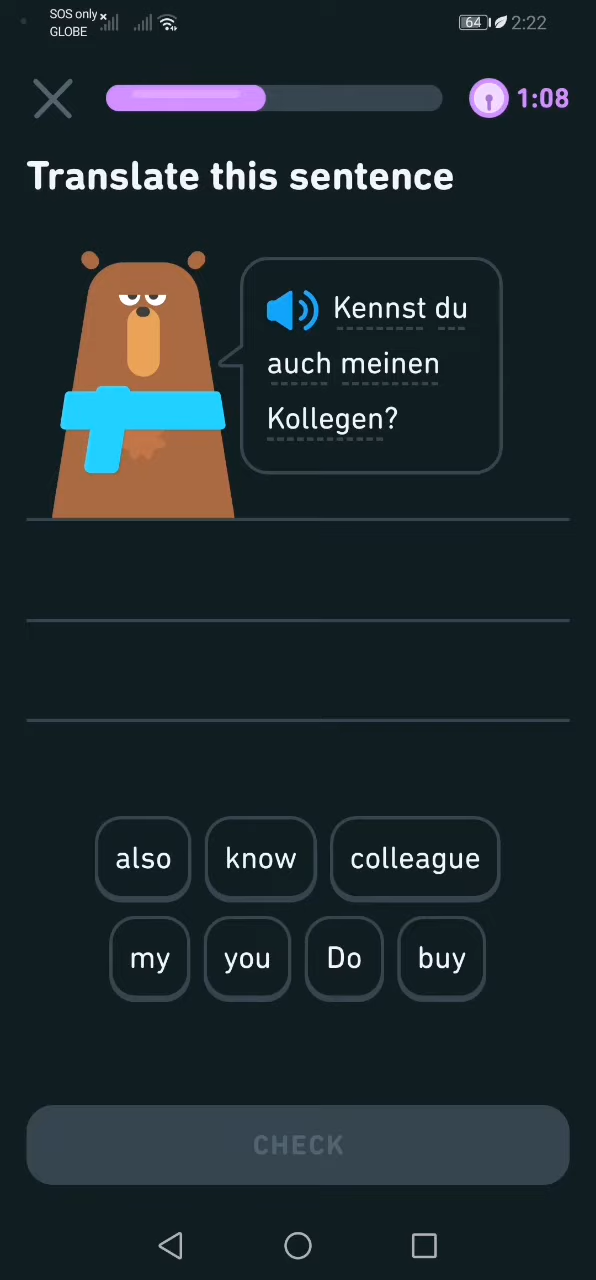 SOS only
GLOBE
64
2:22
1:08
Translate this sentence
Kennst du
auch meinen
Kollegen?
also know colleague
my you Do buy
CHECK